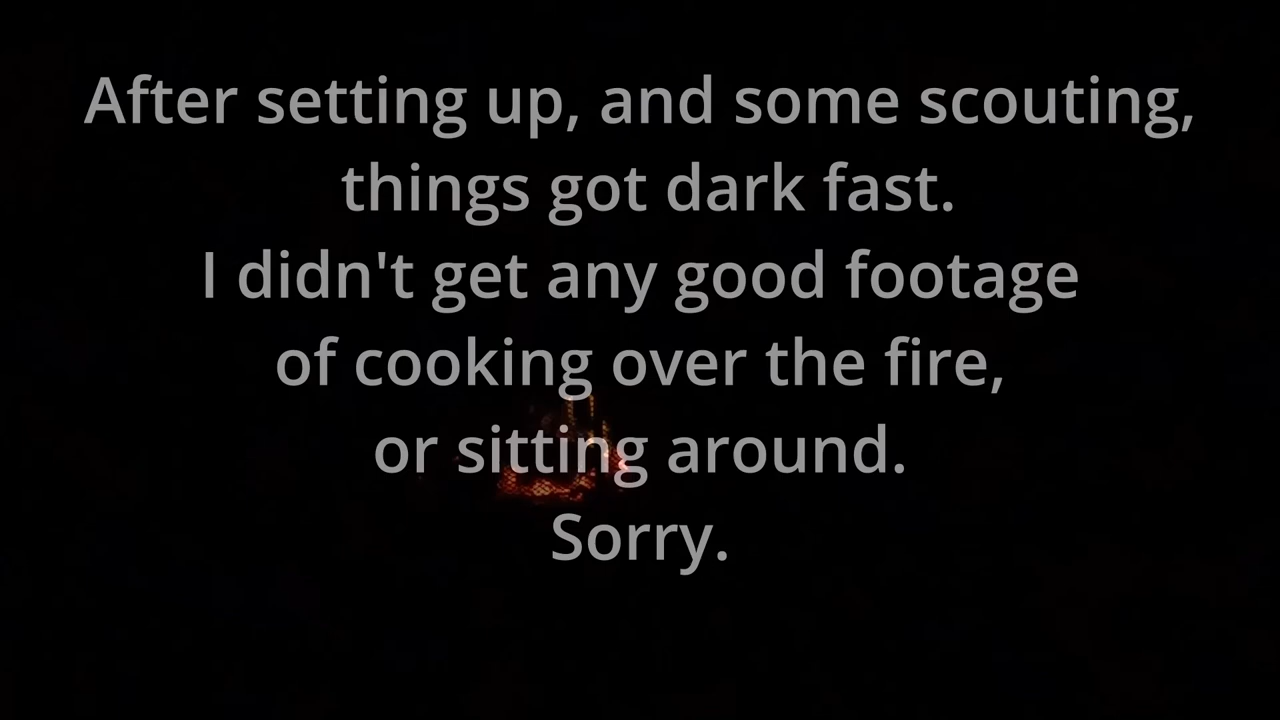 After setting up, and some scouting,
things got dark fast.
I didn't get any good footage
of cooking over the fire,
or sitting around.
Sorry.